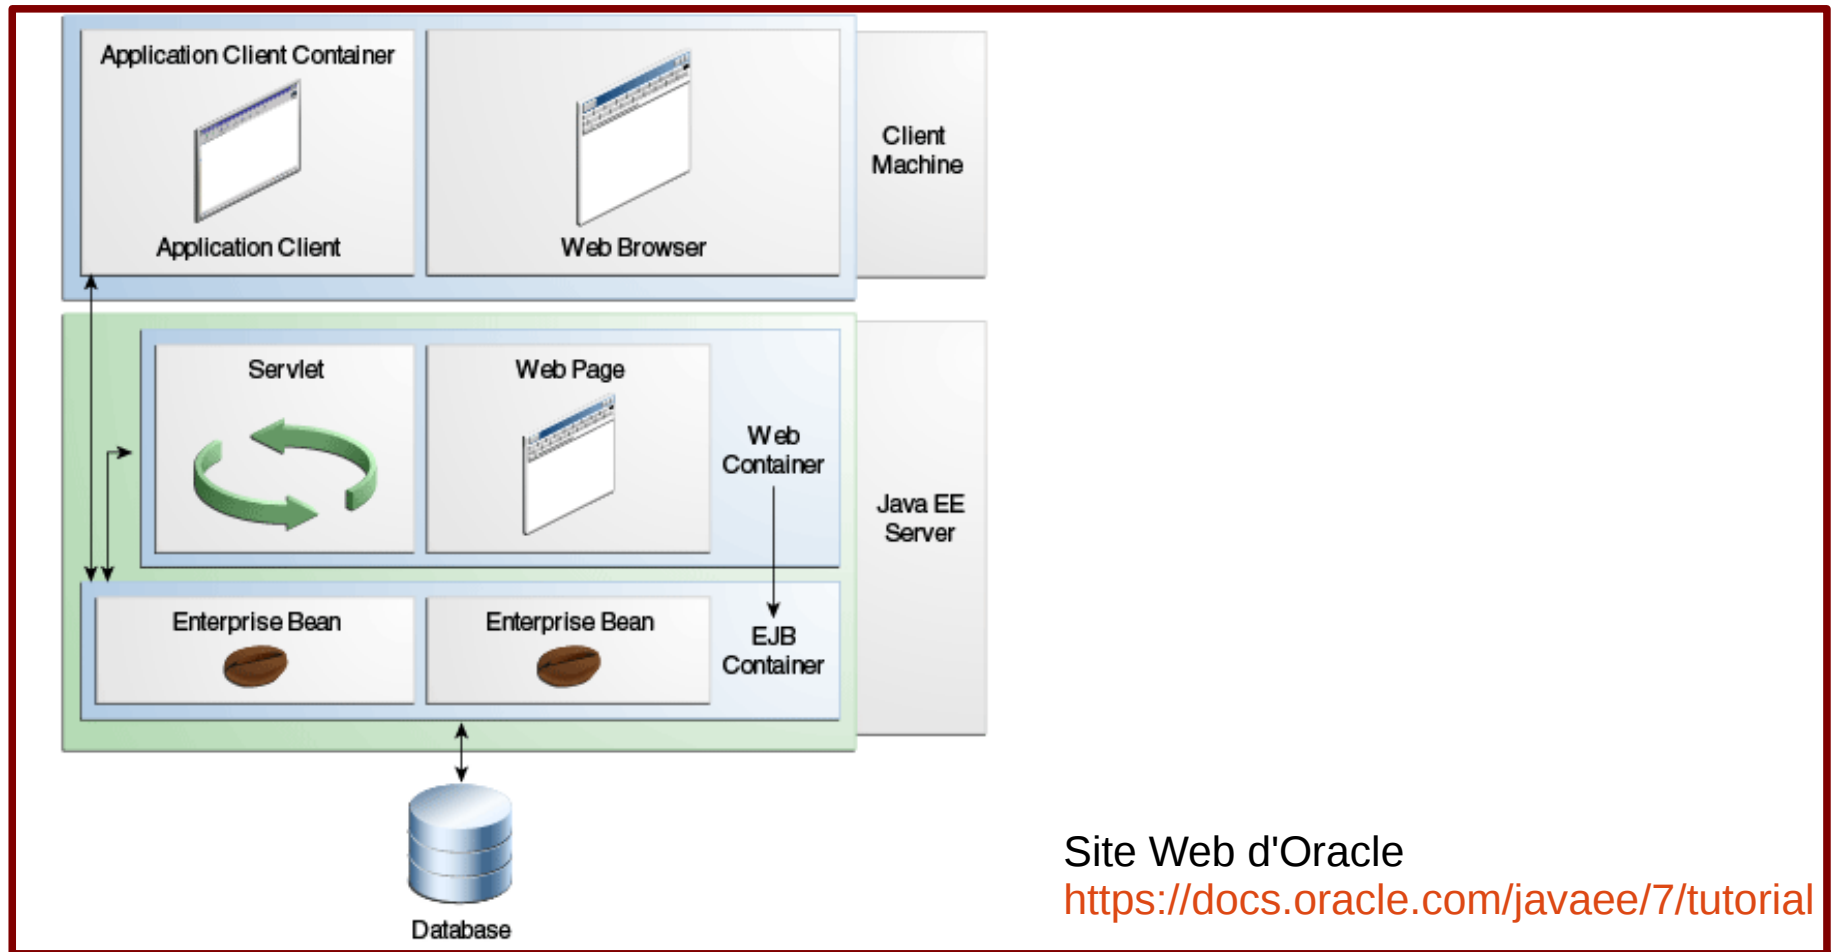 Application Client Container
Application Client
Web Browser
Client
Machine
Servlet
Web Page
Web
Container
Java EE
Server
Enterprise Bean
Enterprise Bean
EJB
Container
Database
Site Web d'Oracle
https://docs.oracle.com/javaee/7/tutorial